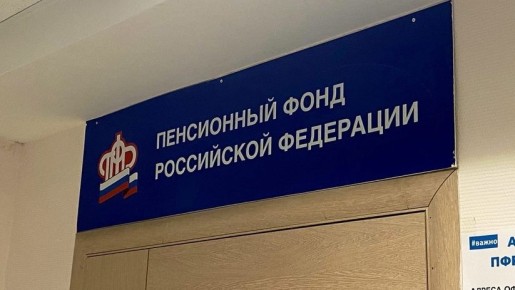 ПЕНСИОННЫЙ ФОНД
РОССИЙСКОЙ ФЕДЕРАЦИИ
ПФР
#важно